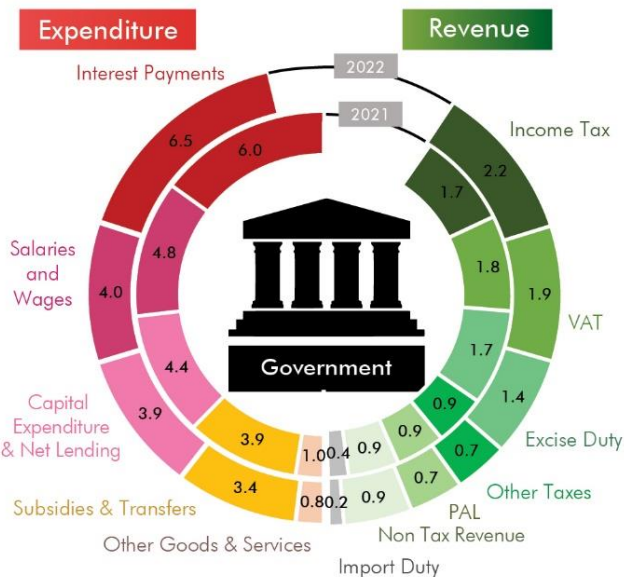 Expenditure
Revenue
2022
2021
Interest Payments
6.5
6.0
Salaries
and
Wages
4.0
4.8
Capital
Expenditure
& Net Lending
3.9
4.4
Subsidies & Transfers
3.4
3.9
Other Goods & Services
0.8
1.0
Government
Income Tax
2.2
1.7
VAT
1.9
1.8
Excise Duty
1.4
1.7
Other Taxes
0.7
0.9
PAL
Non Tax Revenue
0.7
0.9
0.9
0.9
Import Duty
0.2
0.4